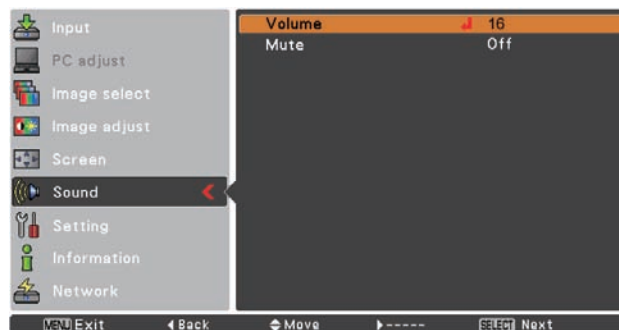 Input
PC adjust
Image select
Image adjust
Screen
Sound
Setting
Information
Network
Volume 16
Mute Off
MENU Exit Back Move ----- SELECT Next